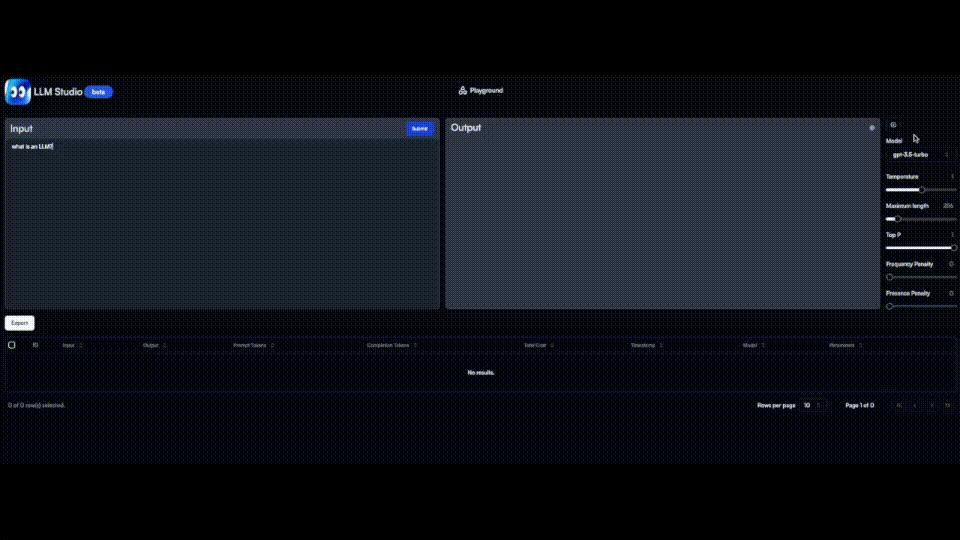 LLM Studio beta
Playground
Input
Submit
what is an LLM?
Output
Model
gpt-3.5-turbo
Temperature 1
Maximum length 256
Top P 1
Frequency Penalty 0
Presence Penalty 0
Export
ID Input Output Prompt Tokens Completion Tokens Total Cost Timestamp Model Parameters
No results.
0 of 0 row(s) selected.
Rows per page 10 Page 1 of 0